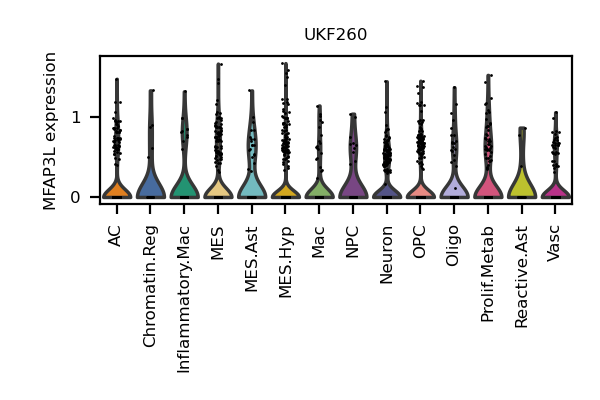 UKF260
MFAP3L expression
1
0
AC
Chromatin.Reg
Inflammatory.Mac
MES
MES.Ast
MES.Hyp
Mac
NPC
Neuron
OPC
Oligo
Prolif.Metab
Reactive.Ast
Vasc